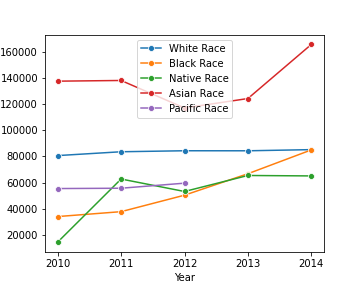 160000
140000
120000
100000
80000
60000
40000
20000
White Race
Black Race
Native Race
Asian Race
Pacific Race
2010 2011 2012 2013 2014
Year